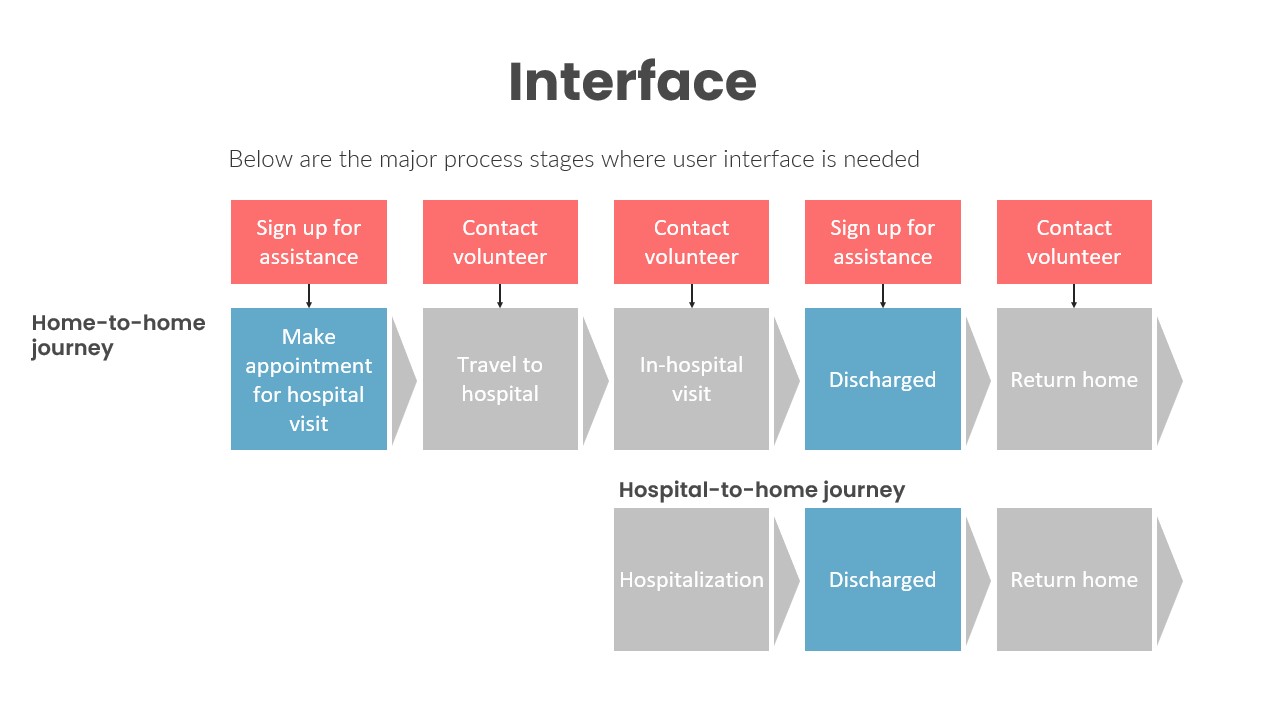 Interface
Below are the major process stages where user interface is needed
Sign up for
assistance
Contact
volunteer
Contact
volunteer
Sign up for
assistance
Contact
volunteer
Home-to-home
journey
Make
appointment
for hospital
visit
Travel to
hospital
In-hospital
visit
Discharged
Return home
Hospital-to-home journey
Hospitalization
Discharged
Return home